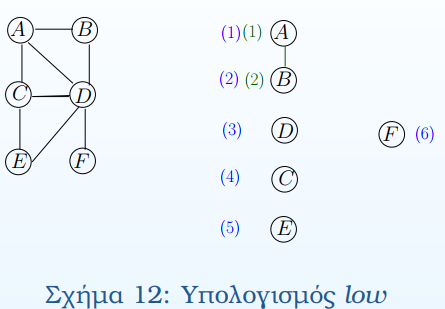 A B (1)(1) A
C D (2) (2) B
(3) D F (6)
E F (4) C
(5) E
Σχήμα 12: Υπολογισμός low